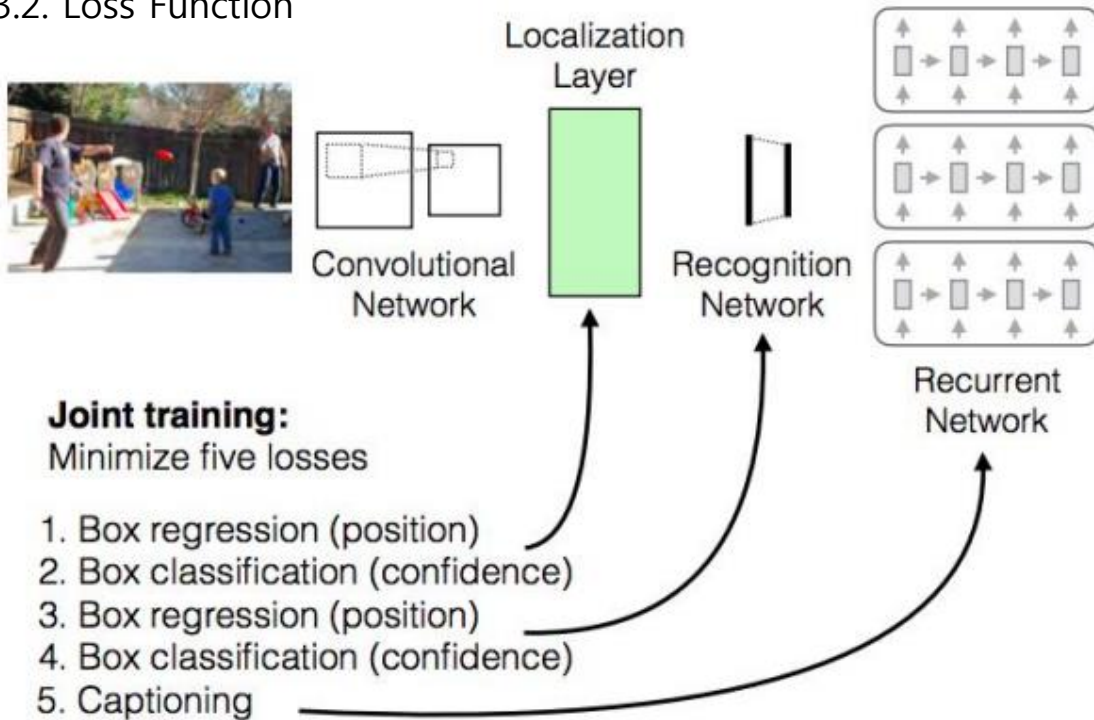 3.2. Loss Function
Localization
Layer
Convolutional
Network
Recognition
Network
Recurrent
Network
Joint training:
Minimize five losses
1. Box regression (position)
2. Box classification (confidence)
3. Box regression (position)
4. Box classification (confidence)
5. Captioning